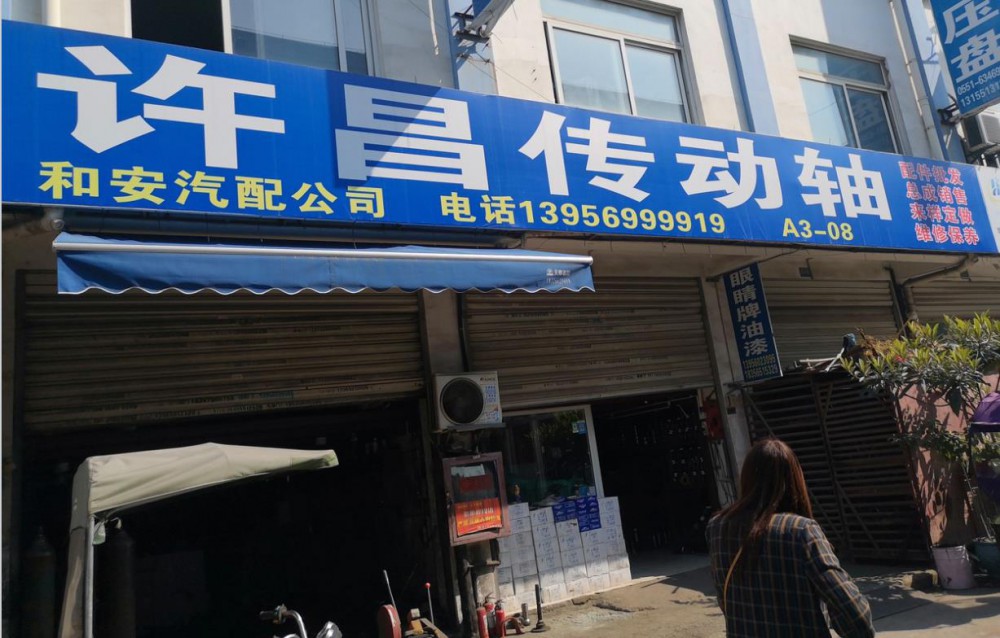 许昌传动轴
和安汽配公司 电话13956999919 A3-08
配件批发
总成销售
来样定做
维修保养
压盘
眼睛牌油漆